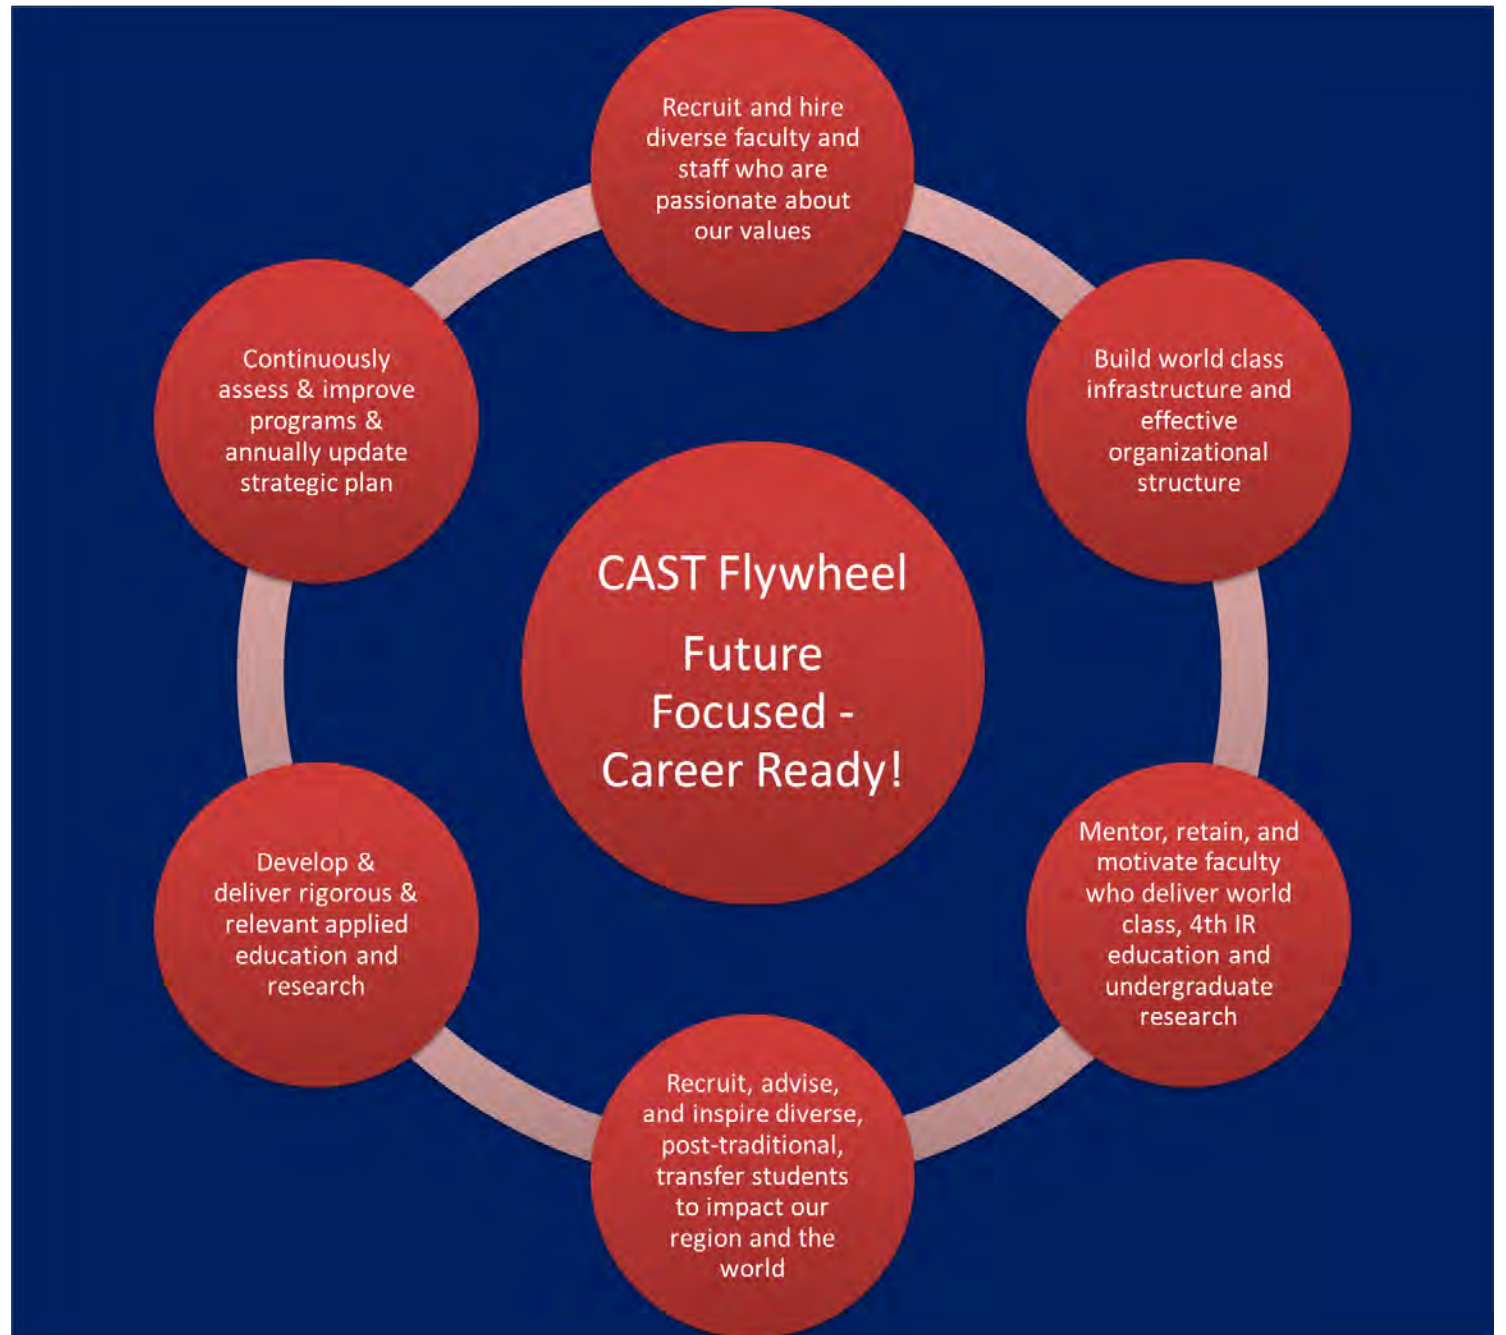 Recruit and hire
diverse faculty and
staff who are
passionate about
our values
Build world class
infrastructure and
effective
organizational
structure
Mentor, retain, and
motivate faculty
who deliver world
class, 4th IR
education and
undergraduate
research
Recruit, advise,
and inspire diverse,
post-traditional,
transfer students
to impact our
region and the
world
Develop &
deliver rigorous &
relevant applied
education and
research
Continuously
assess & improve
programs &
annually update
strategic plan
CAST Flywheel
Future
Focused -
Career Ready!